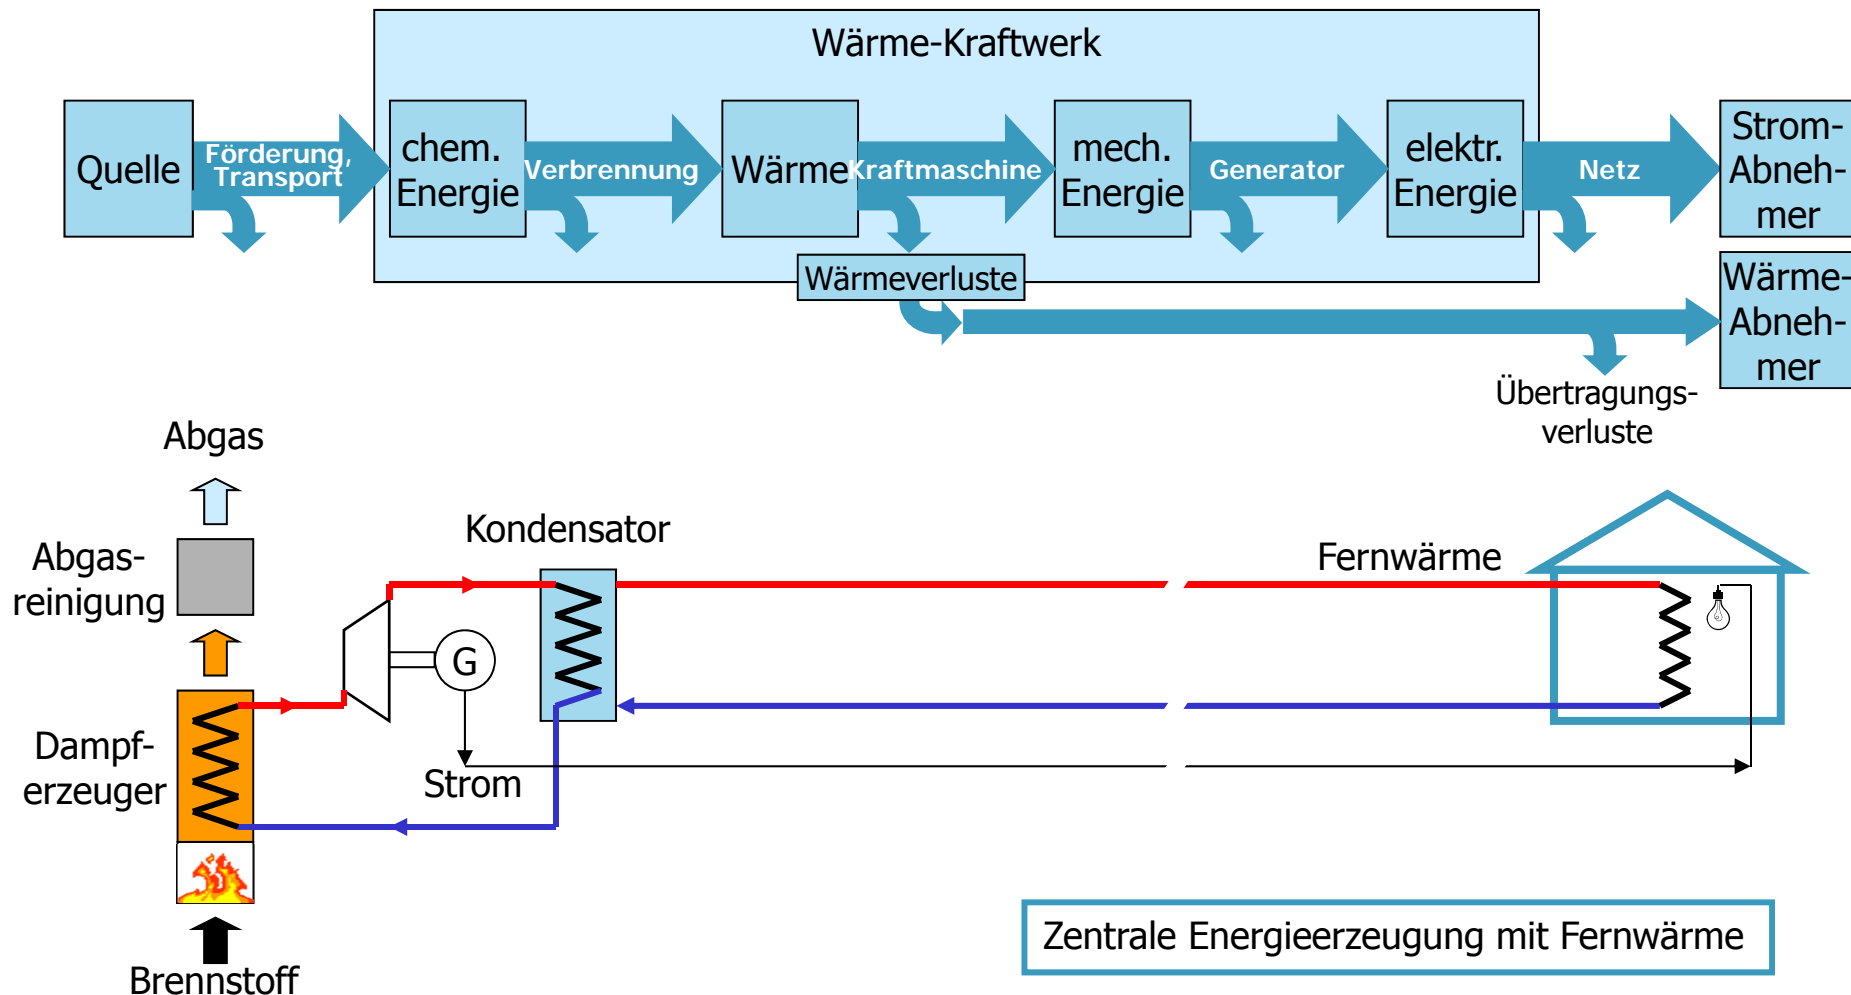 Wärme-Kraftwerk
Quelle
Förderung,
Transport
chem.
Energie
Verbrennung
Wärme
Kraftmaschine
mech.
Energie
Generator
elektr.
Energie
Netz
Strom-
Abneh-
mer
Wärmeverluste
Wärme-
Abneh-
mer
Übertragungs-
verluste
Abgas
Abgas-
reinigung
Kondensator
Fernwärme
G
Dampf-
erzeuger
Strom
Brennstoff
Zentrale Energieerzeugung mit Fernwärme